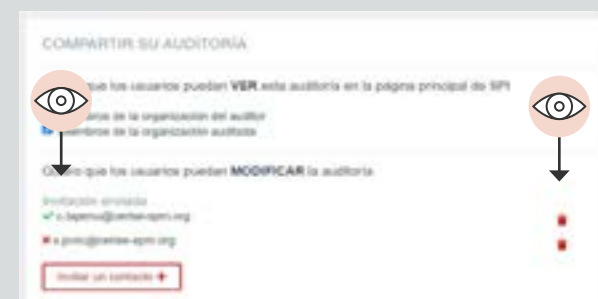 COMPARTIR SU AUDITORÍA
que los usuarios puedan VER esta auditoría en la página principal de SPI
de la organización del auditor
miembros de la organización auditada
que los usuarios puedan MODIFICAR la auditoría
Invitación enviada
Invitar un contacto +